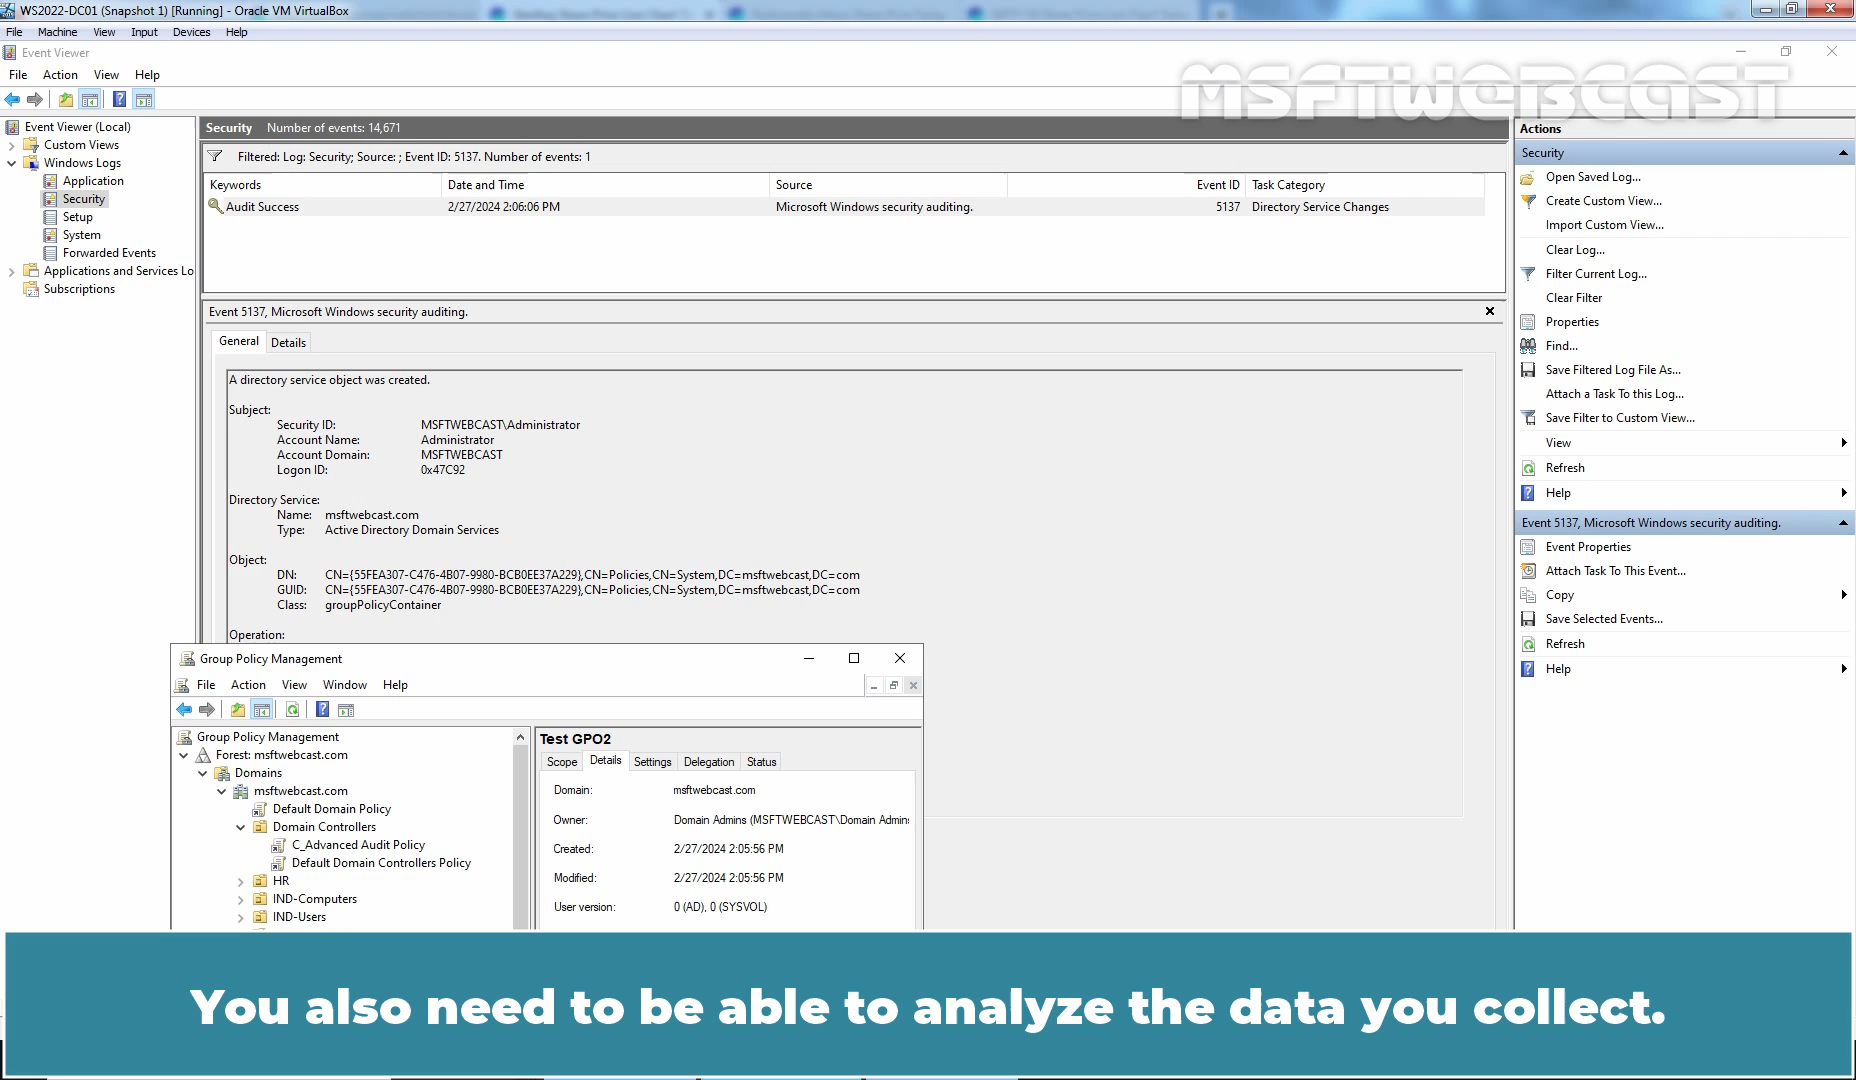 WS2022-DC01 (Snapshot 1) [Running] - Oracle VM VirtualBox
File Machine View Input Devices Help
Event Viewer
File Action View Help
MSFTWEBCAST
Event Viewer (Local)
Custom Views
Windows Logs
Application
Security
Setup
System
Forwarded Events
Applications and Services Lo
Subscriptions
Security Number of events: 14,671
Filtered: Log: Security; Source: ; Event ID: 5137. Number of events: 1
Keywords Date and Time Source Event ID Task Category
Audit Success 2/27/2024 2:06:06 PM Microsoft Windows security auditing. 5137 Directory Service Changes
Event 5137, Microsoft Windows security auditing.
General Details
A directory service object was created.
Subject:
Security ID: MSFTWEBCAST\Administrator
Account Name: Administrator
Account Domain: MSFTWEBCAST
Logon ID: 0x47C92
Directory Service:
Name: msftwebcast.com
Type: Active Directory Domain Services
Object:
DN: CN={55FEA307-C476-4B07-9980-BCB0EE37A229},CN=Policies,CN=System,DC=msftwebcast,DC=com
GUID: CN={55FEA307-C476-4B07-9980-BCB0EE37A229},CN=Policies,CN=System,DC=msftwebcast,DC=com
Class: groupPolicyContainer
Operation:
Actions
Security
Open Saved Log...
Create Custom View...
Import Custom View...
Clear Log...
Filter Current Log...
Clear Filter
Properties
Find...
Save Filtered Log File As...
Attach a Task To this Log...
Save Filter to Custom View...
View
Refresh
Help
Event 5137, Microsoft Windows security auditing.
Event Properties
Attach Task To This Event...
Copy
Save Selected Events...
Refresh
Help
Group Policy Management
File Action View Window Help
Group Policy Management
Forest: msftwebcast.com
Domains
msftwebcast.com
Default Domain Policy
Domain Controllers
C_Advanced Audit Policy
Default Domain Controllers Policy
HR
IND-Computers
IND-Users
Test GPO2
Scope Details Settings Delegation Status
Domain: msftwebcast.com
Owner: Domain Admins (MSFTWEBCAST\Domain Admins
Created: 2/27/2024 2:05:56 PM
Modified: 2/27/2024 2:05:56 PM
User version: 0 (AD), 0 (SYSVOL)
You also need to be able to analyze the data you collect.